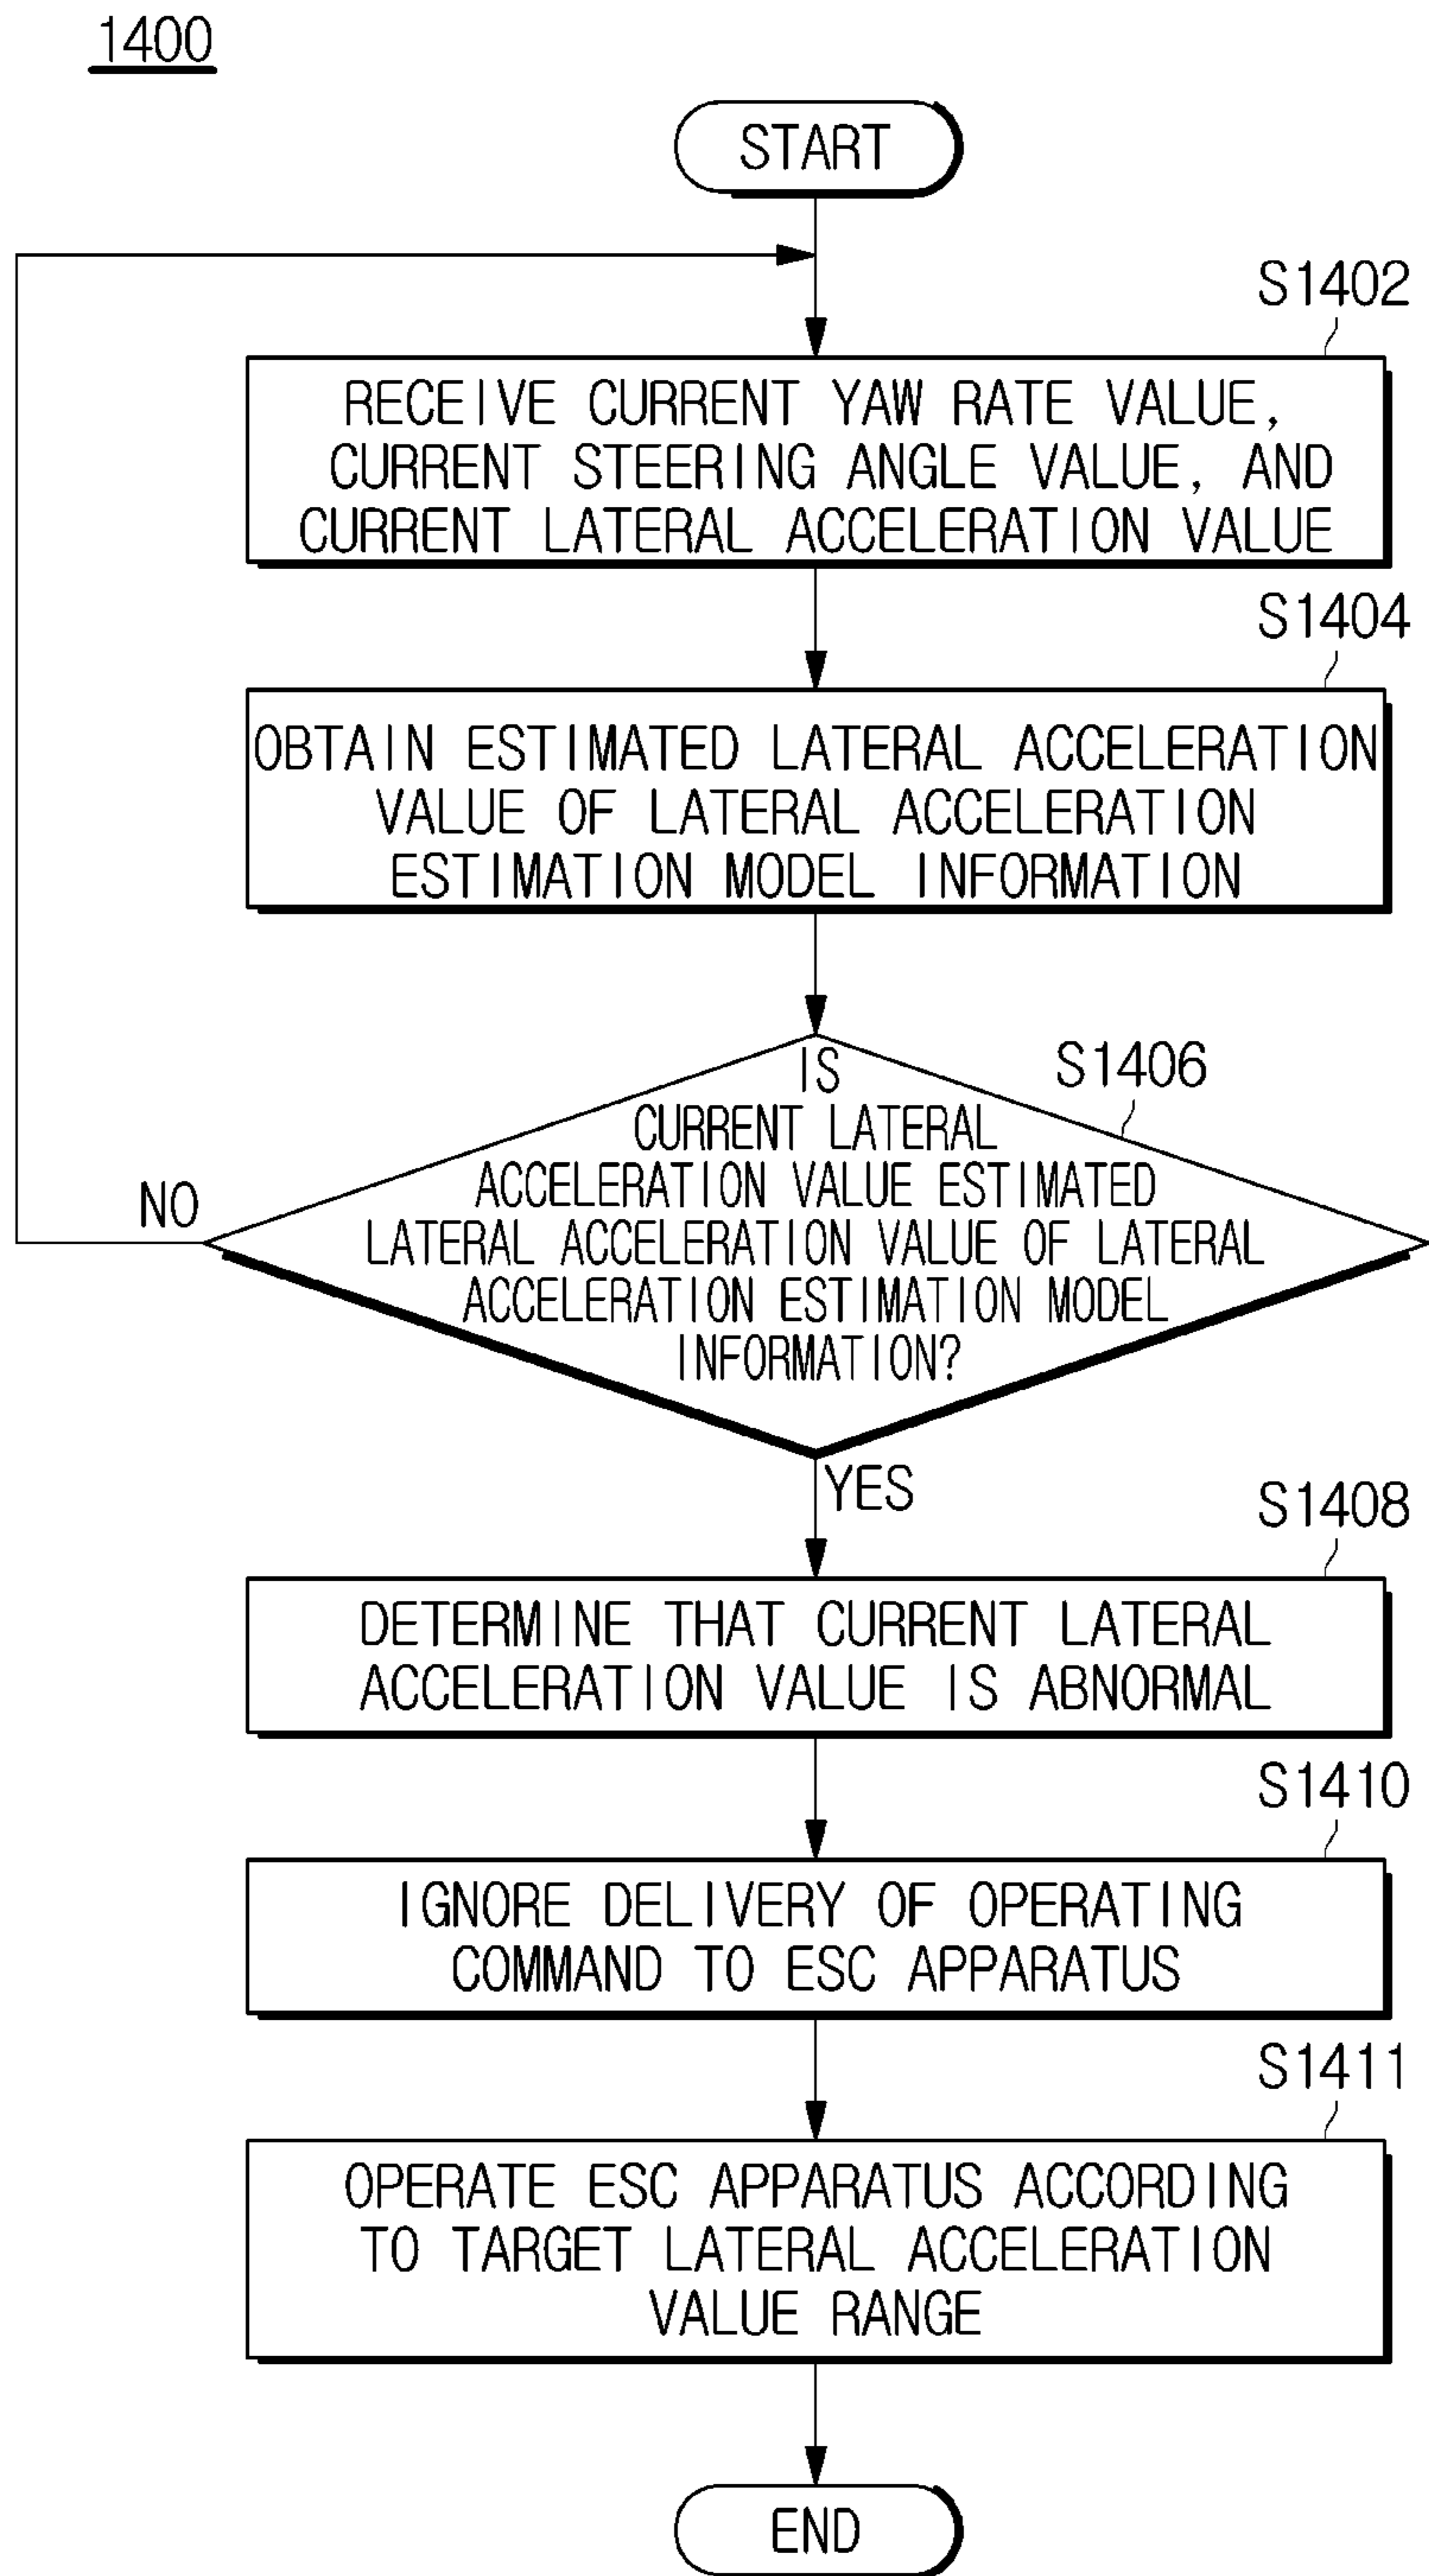 1400
START
S1402
RECEIVE CURRENT YAW RATE VALUE,
CURRENT STEERING ANGLE VALUE, AND
CURRENT LATERAL ACCELERATION VALUE
S1404
OBTAIN ESTIMATED LATERAL ACCELERATION
VALUE OF LATERAL ACCELERATION
ESTIMATION MODEL INFORMATION
S1406
IS
CURRENT LATERAL
ACCELERATION VALUE ESTIMATED
LATERAL ACCELERATION VALUE OF LATERAL
ACCELERATION ESTIMATION MODEL
INFORMATION?
NO
YES
S1408
DETERMINE THAT CURRENT LATERAL
ACCELERATION VALUE IS ABNORMAL
S1410
IGNORE DELIVERY OF OPERATING
COMMAND TO ESC APPARATUS
S1411
OPERATE ESC APPARATUS ACCORDING
TO TARGET LATERAL ACCELERATION
VALUE RANGE
END